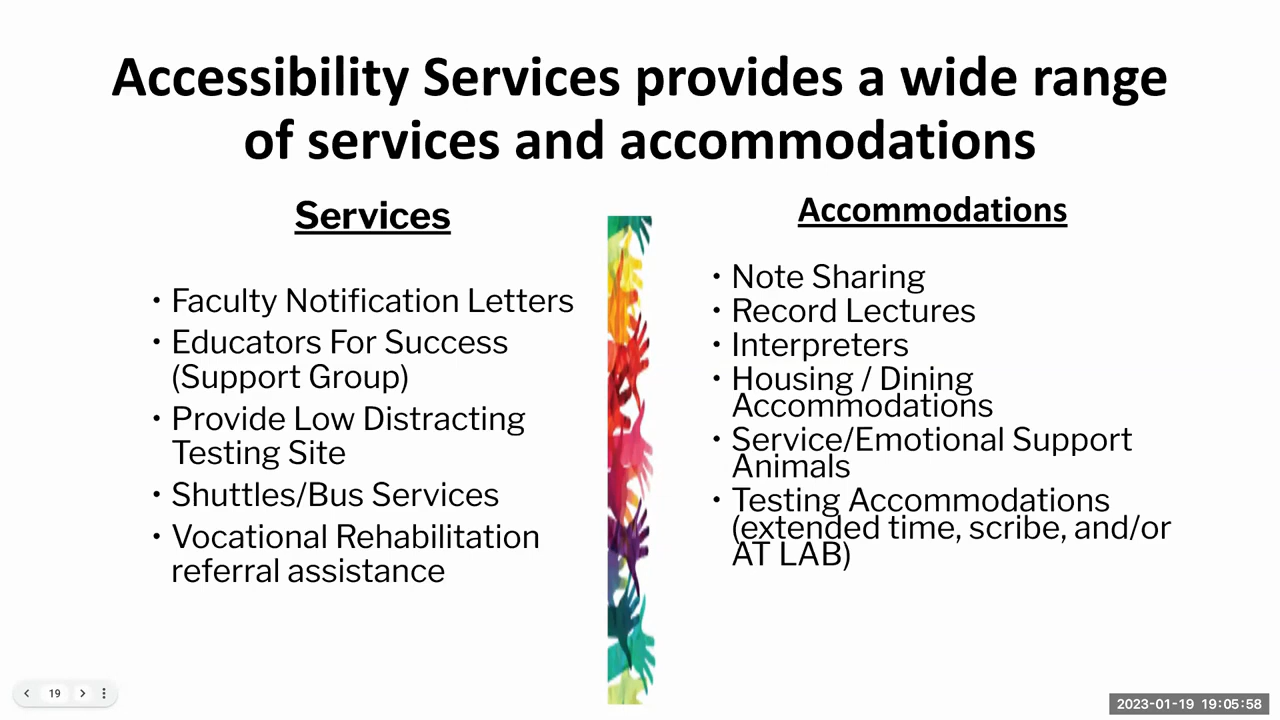 Accessibility Services provides a wide range
of services and accommodations
Services
• Faculty Notification Letters
• Educators For Success
(Support Group)
• Provide Low Distracting
Testing Site
• Shuttles/Bus Services
• Vocational Rehabilitation
referral assistance
Accommodations
• Note Sharing
• Record Lectures
• Interpreters
• Housing / Dining
Accommodations
• Service/Emotional Support
Animals
• Testing Accommodations
(extended time, scribe, and/or
AT LAB)
19
2023-01-19 19:05:58